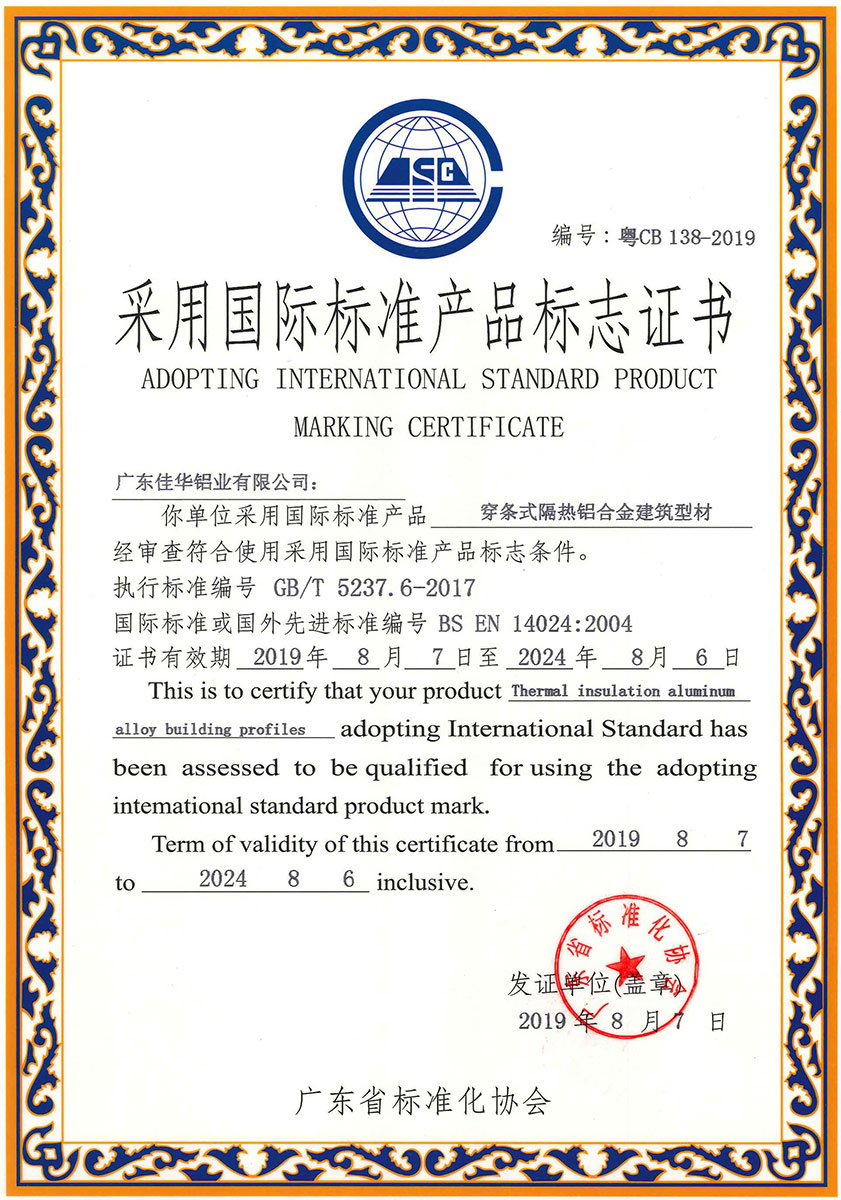 编号：粤CB 138-2019
采用国际标准产品标志证书
ADOPTING INTERNATIONAL STANDARD PRODUCT
MARKING CERTIFICATE
广东佳华铝业有限公司：
你单位采用国际标准产品 穿条式隔热铝合金建筑型材
经审查符合使用采用国际标准产品标志条件。
执行标准编号 GB/T 5237.6-2017
国际标准或国外先进标准编号 BS EN 14024:2004
证书有效期 2019 年 8 月 7 日至 2024 年 8 月 6 日
This is to certify that your product Thermal insulation aluminum
alloy building profiles adopting International Standard has
been assessed to be qualified for using the adopting
intemational standard product mark.
Term of validity of this certificate from 2019 8 7
to 2024 8 6 inclusive.
广东省标准化协会
发证单位(盖章)
2019 年 8 月 7 日
广东省标准化协会